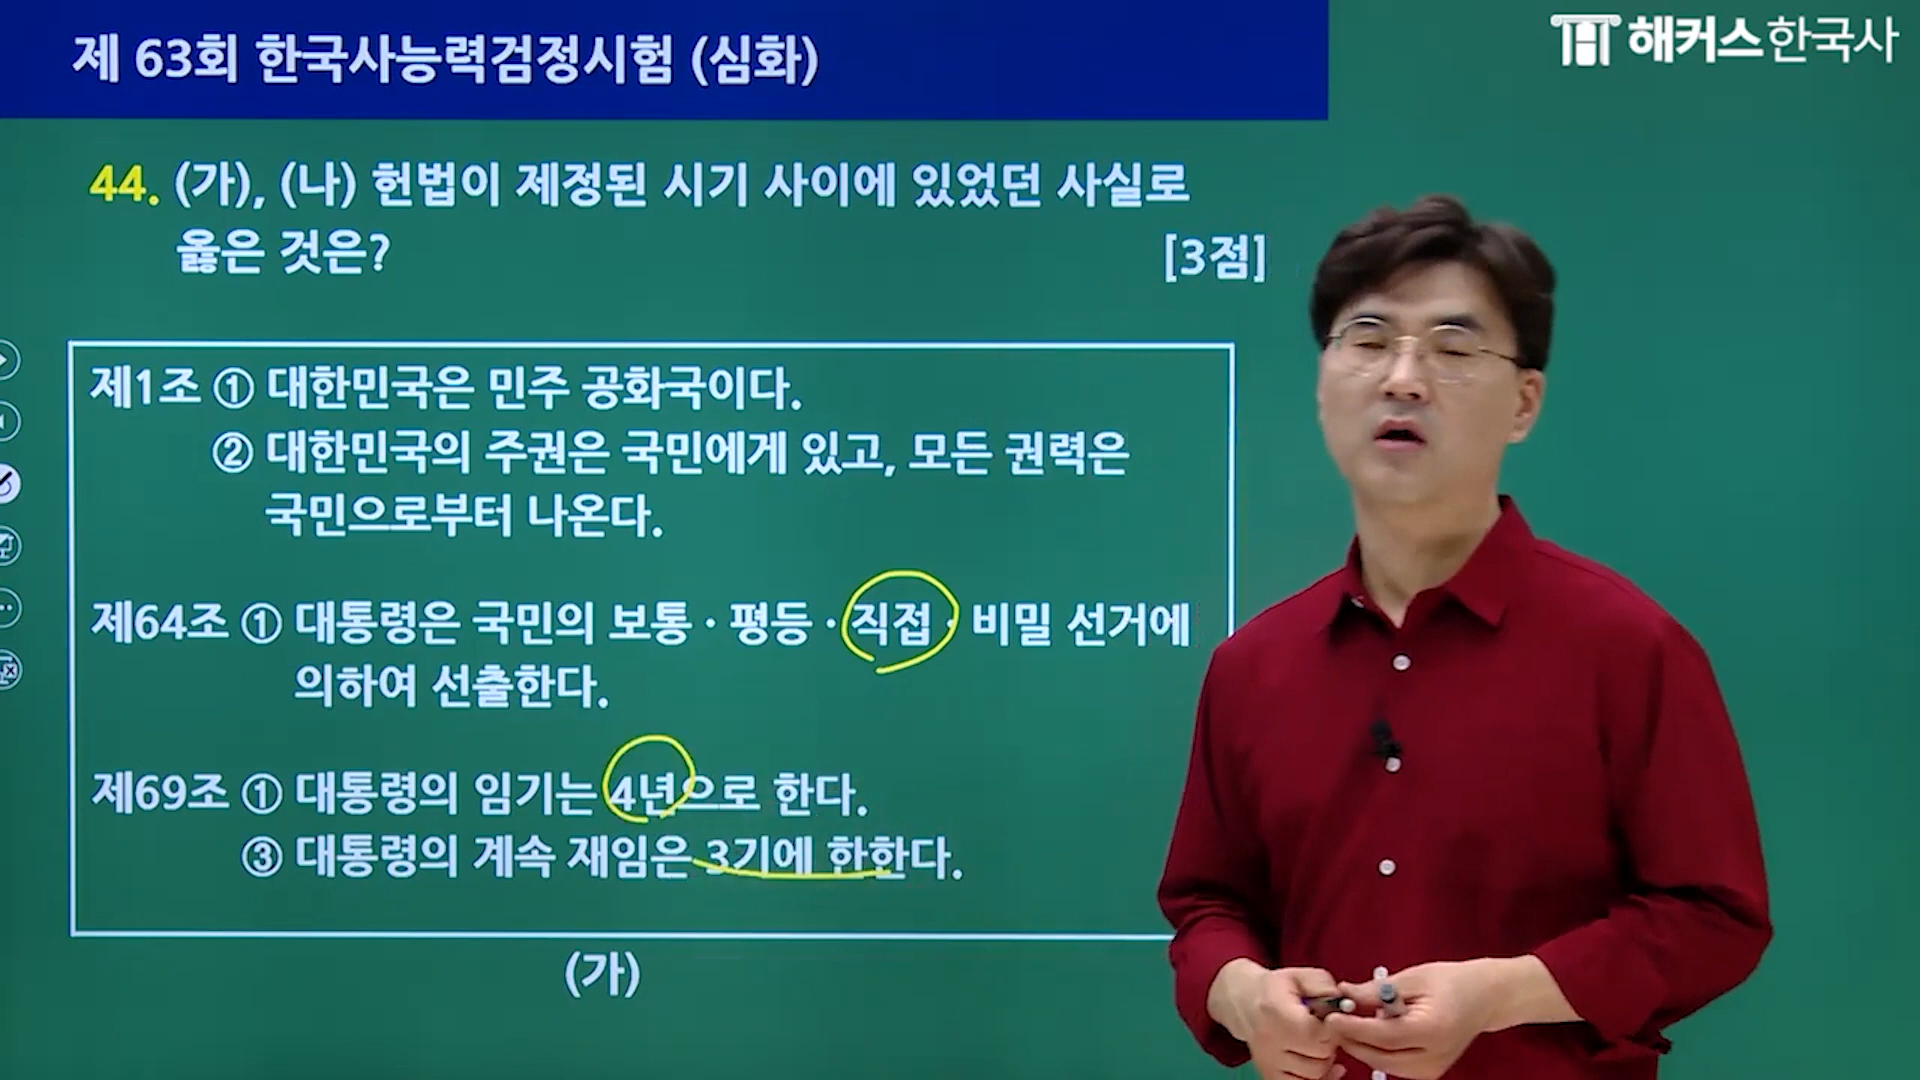 제 63회 한국사능력검정시험 (심화)
해커스한국사
44. (가), (나) 헌법이 제정된 시기 사이에 있었던 사실로
옳은 것은?
[3점]
제1조 ① 대한민국은 민주 공화국이다.
② 대한민국의 주권은 국민에게 있고, 모든 권력은
국민으로부터 나온다.
제64조 ① 대통령은 국민의 보통 · 평등 · 직접 · 비밀 선거에
의하여 선출한다.
제69조 ① 대통령의 임기는 4년으로 한다.
③ 대통령의 계속 재임은 3기에 한한다.
(가)